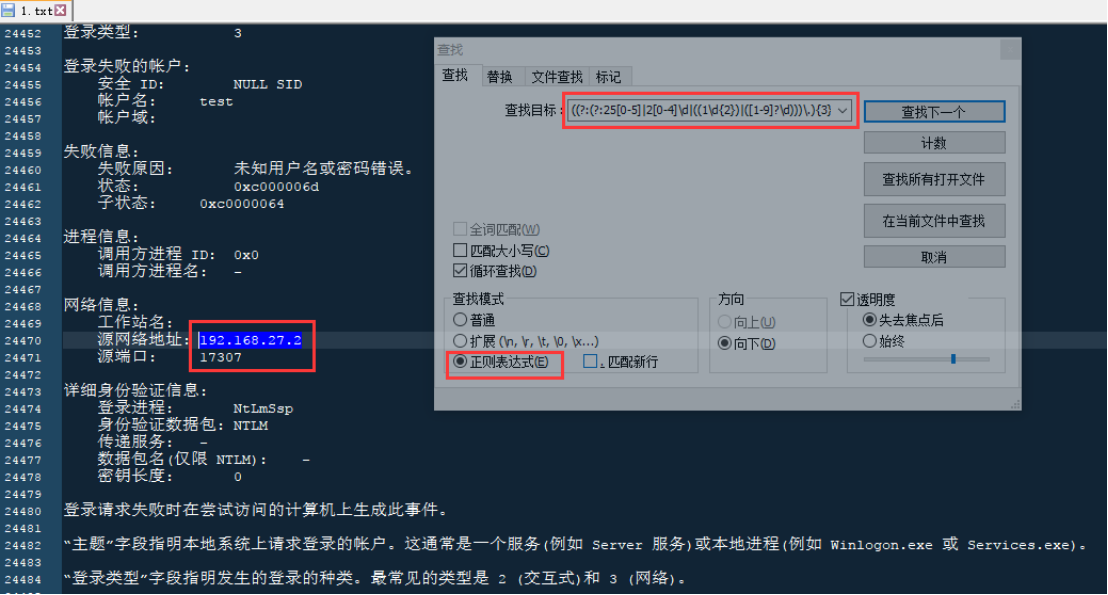 1.txt
24452 登录类型: 3
24453
24454 登录失败的帐户:
24455 安全 ID: NULL SID
24456 帐户名: test
24457 帐户域:
24458
24459 失败信息:
24460 失败原因: 未知用户名或密码错误。
24461 状态: 0xc000006d
24462 子状态: 0xc0000064
24463
24464 进程信息:
24465 调用方进程 ID: 0x0
24466 调用方进程名: -
24467
24468 网络信息:
24469 工作站名:
24470 源网络地址: 192.168.27.2
24471 源端口: 17307
24472
24473 详细身份验证信息:
24474 登录进程: NtLmSsp
24475 身份验证数据包: NTLM
24476 传递服务: -
24477 数据包名(仅限 NTLM): -
24478 密钥长度: 0
24479
24480 登录请求失败时在尝试访问的计算机上生成此事件。
24481
24482 “主题”字段指明本地系统上请求登录的帐户。这通常是一个服务(例如 Server 服务)或本地进程(例如 Winlogon.exe 或 Services.exe)。
24483
24484 “登录类型”字段指明发生的登录的种类。最常见的类型是 2 (交互式)和 3 (网络)。
查找
查找 替换 文件查找 标记
查找目标: ((?:(?:25[0-5]|2[0-4]\d|((1\d{2})|([1-9]?\d)))\.){3}
查找下一个
计数
查找所有打开文件
在当前文件中查找
取消
全词匹配(W)
匹配大小写(C)
循环查找(D)
查找模式
普通
扩展 (\n, \r, \t, \0, \x...)
正则表达式(E) . 匹配新行
方向
向上(U)
向下(D)
透明度
失去焦点后
始终